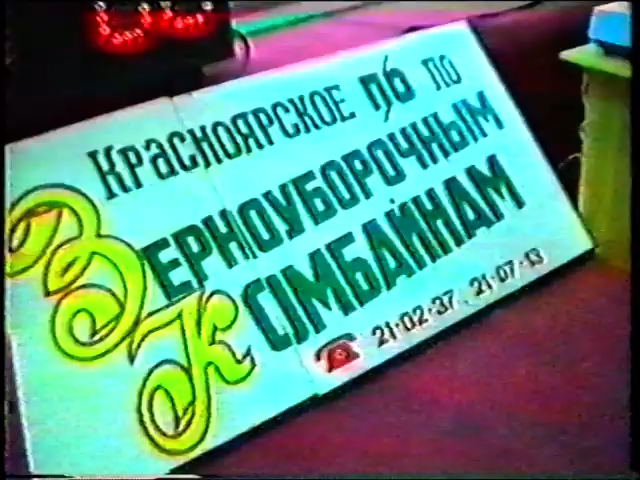 Красноярское п/о по
Зерноуборочным
Комбайнам
21-02-37, 21-07-13